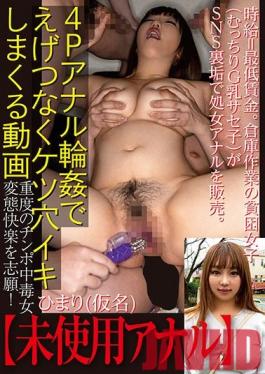 時給=最低賃金。倉庫作業の貧困女子
(むっちりG乳サセ子)が
SNS裏垢で処女アナルを販売。
4Pアナル輪姦で
えげつなくケツ穴イキ
しまくる動画
重度のチンポ中毒女
変態快楽を志願!
ひまり(仮名)
【未使用アナル】